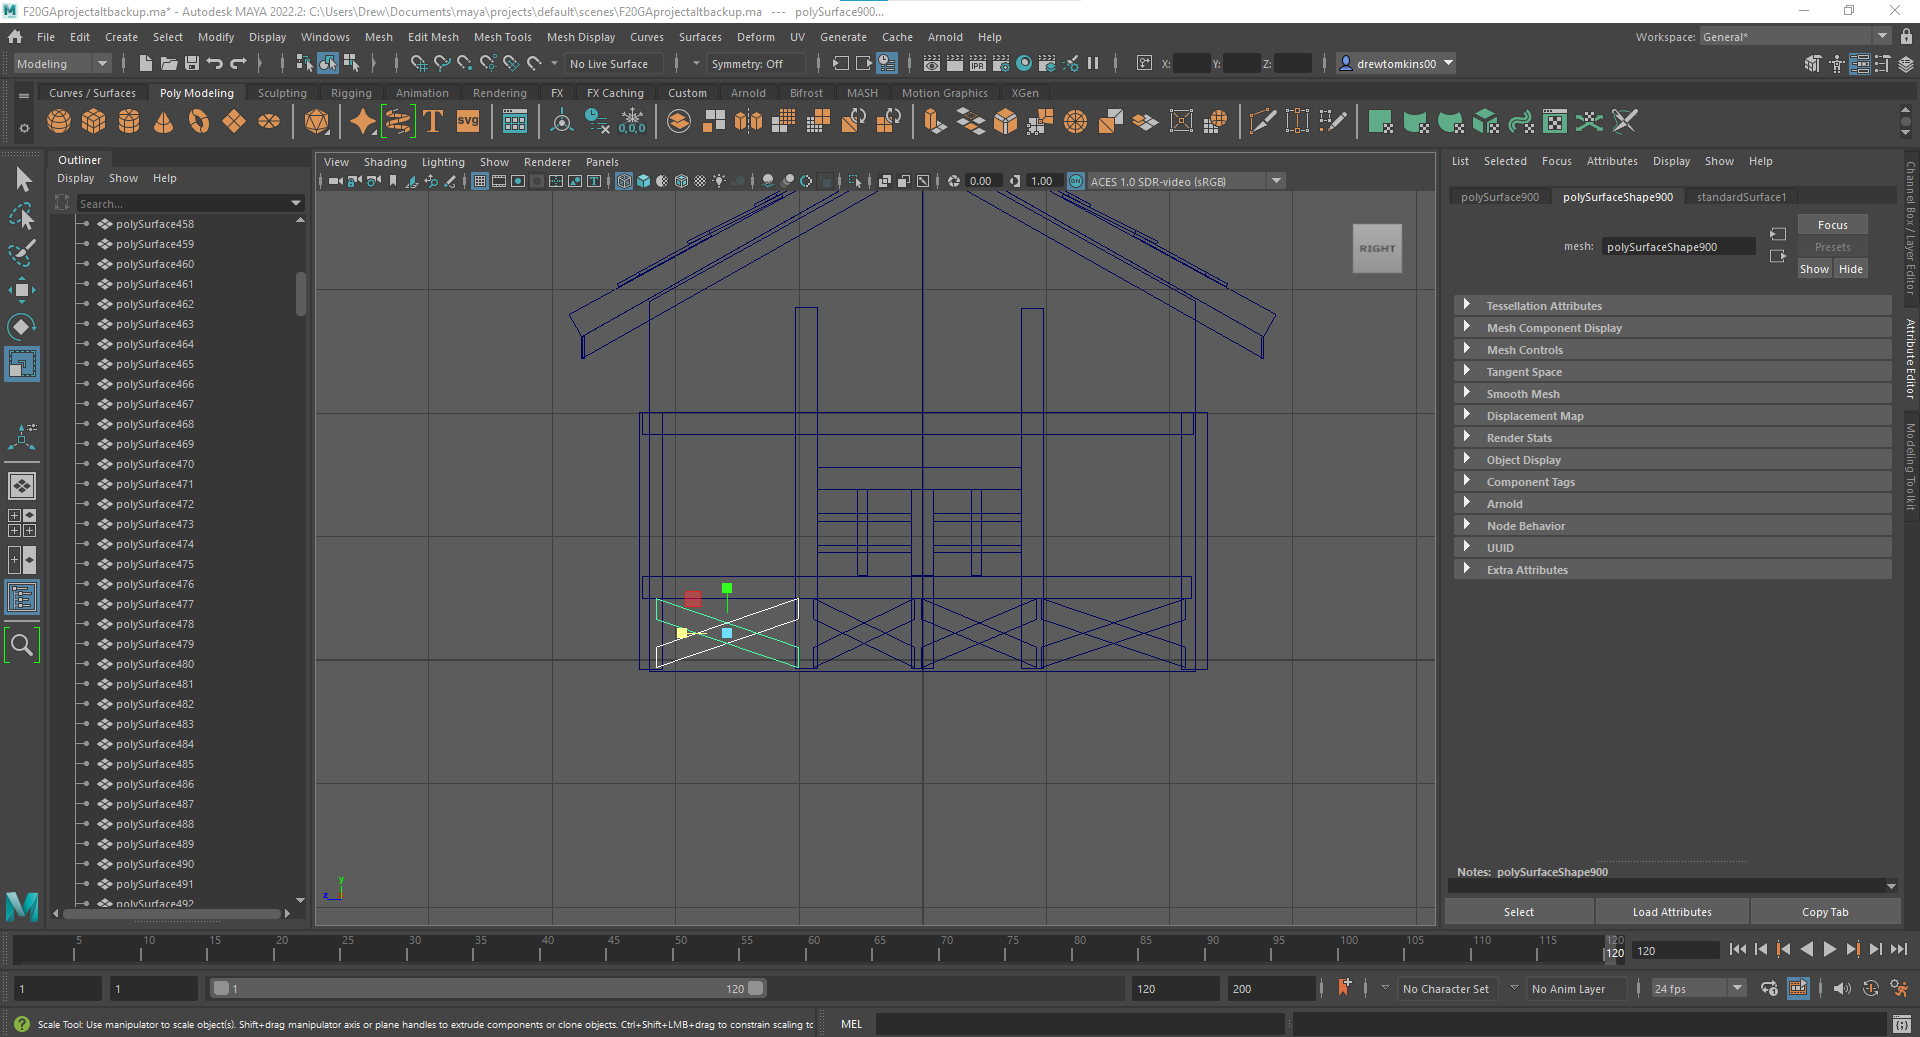 F20GAprojectaltbackup.ma* - Autodesk MAYA 2022.2: C:\Users\Drew\Documents\maya\projects\default\scenes\F20GAprojectaltbackup.ma --- polySurface900...
File Edit Create Select Modify Display Windows Mesh Edit Mesh Mesh Tools Mesh Display Curves Surfaces Deform UV Generate Cache Arnold Help Workspace: General*
Modeling No Live Surface Symmetry: Off X: Y: Z: drewtomkins00
Curves / Surfaces Poly Modeling Sculpting Rigging Animation Rendering FX FX Caching Custom Arnold Bifrost MASH Motion Graphics XGen
T svg 0,0,0
Outliner
Display Show Help
Search...
polySurface458
polySurface459
polySurface460
polySurface461
polySurface462
polySurface463
polySurface464
polySurface465
polySurface466
polySurface467
polySurface468
polySurface469
polySurface470
polySurface471
polySurface472
polySurface473
polySurface474
polySurface475
polySurface476
polySurface477
polySurface478
polySurface479
polySurface480
polySurface481
polySurface482
polySurface483
polySurface484
polySurface485
polySurface486
polySurface487
polySurface488
polySurface489
polySurface490
polySurface491
polySurface492
View Shading Lighting Show Renderer Panels
0.00 1.00 ACES 1.0 SDR-video (sRGB)
RIGHT
y
z
List Selected Focus Attributes Display Show Help
polySurface900 polySurfaceShape900 standardSurface1
Focus
mesh: polySurfaceShape900
Presets
Show Hide
Tessellation Attributes
Mesh Component Display
Mesh Controls
Tangent Space
Smooth Mesh
Displacement Map
Render Stats
Object Display
Component Tags
Arnold
Node Behavior
UUID
Extra Attributes
Notes: polySurfaceShape900
Select Load Attributes Copy Tab
Channel Box / Layer Editor
Attribute Editor
Modeling Toolkit
5 10 15 20 25 30 35 40 45 50 55 60 65 70 75 80 85 90 95 100 105 110 115 120
120 120
1 1 1 120 120 200 No Character Set No Anim Layer 24 fps
Scale Tool: Use manipulator to scale object(s). Shift+drag manipulator axis or plane handles to extrude components or clone objects. Ctrl+Shift+LMB+drag to constrain scaling to
MEL